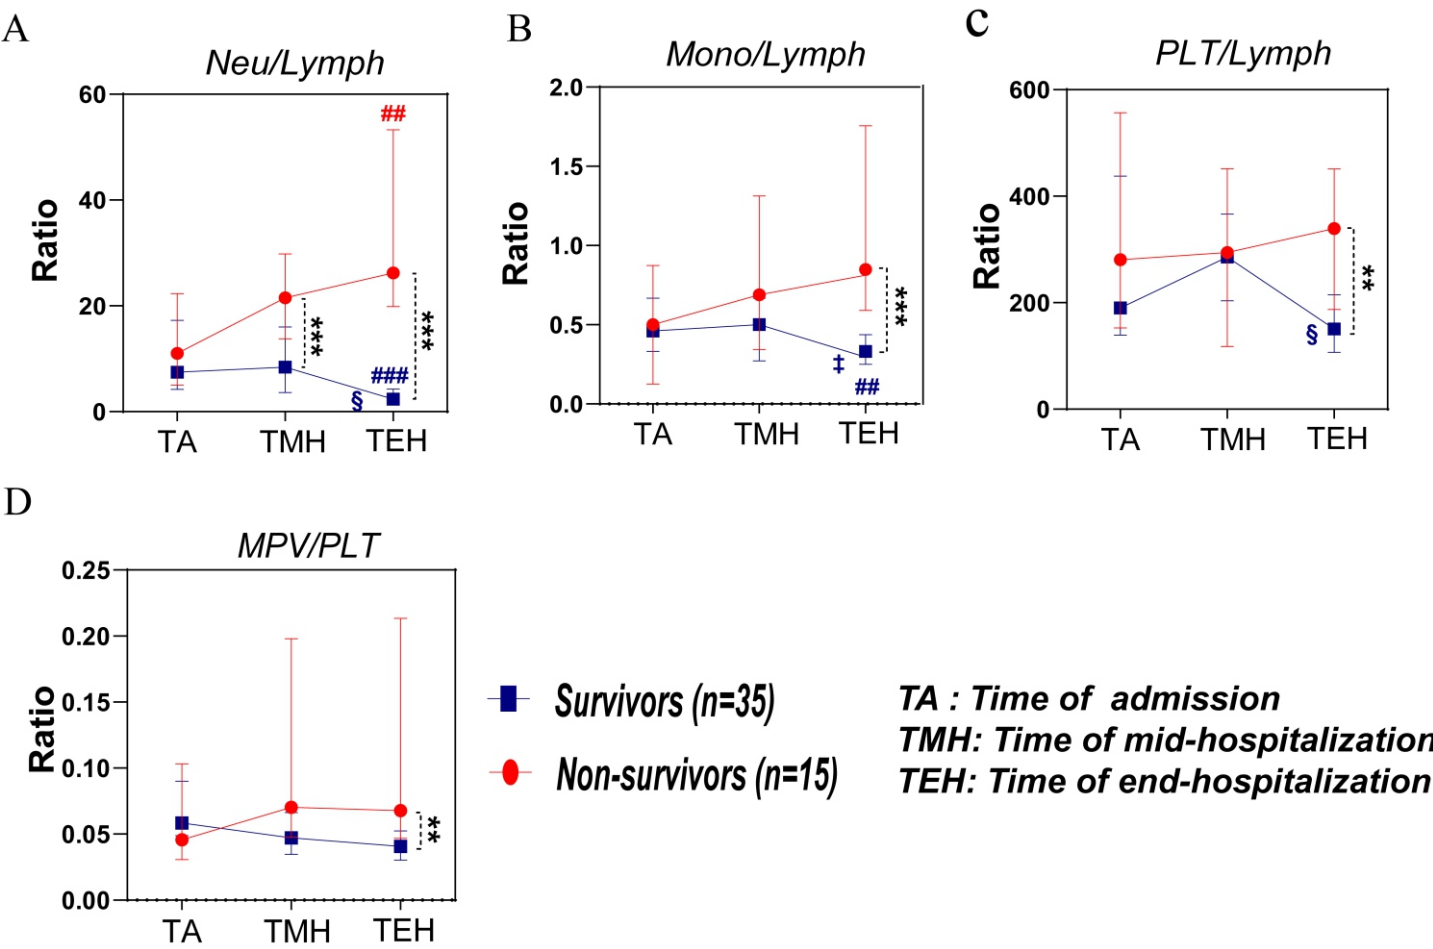 A
Neu/Lymph
60
40
20
0
Ratio
##
***
***
###
§
TA
TMH
TEH
B
Mono/Lymph
2.0
1.5
1.0
0.5
0.0
Ratio
***
‡
##
TA
TMH
TEH
C
PLT/Lymph
600
400
200
0
Ratio
**
§
TA
TMH
TEH
D
MPV/PLT
0.25
0.20
0.15
0.10
0.05
0.00
Ratio
**
TA
TMH
TEH
Survivors (n=35)
Non-survivors (n=15)
TA : Time of admission
TMH: Time of mid-hospitalization
TEH: Time of end-hospitalization